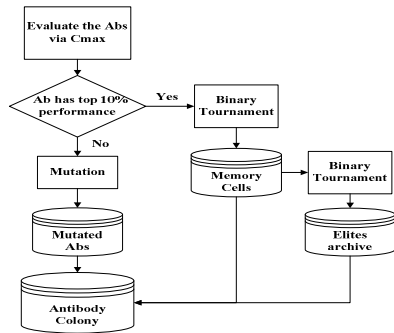 Evaluate the Abs
via Cmax
Ab has top 10%
performance
Yes
Binary
Tournament
No
Mutation
Memory
Cells
Binary
Tournament
Mutated
Abs
Elites
archive
Antibody
Colony